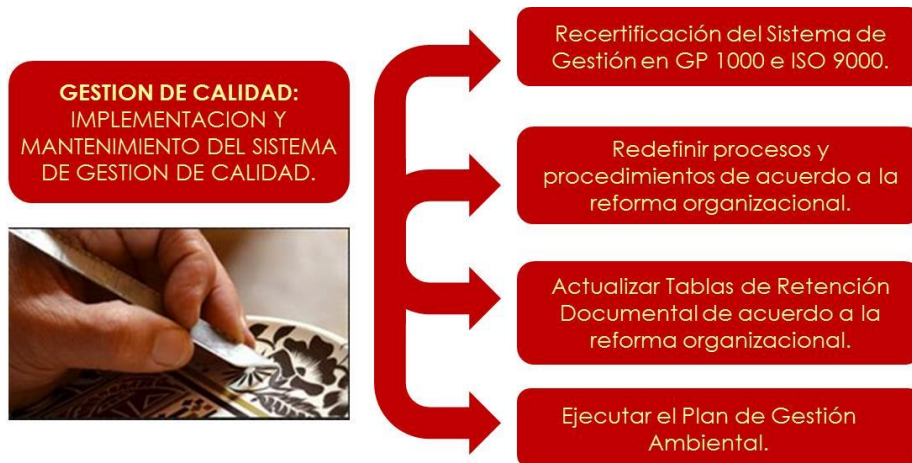 GESTION DE CALIDAD:
IMPLEMENTACION Y
MANTENIMIENTO DEL SISTEMA
DE GESTION DE CALIDAD.
Recertificación del Sistema de
Gestión en GP 1000 e ISO 9000.
Redefinir procesos y
procedimientos de acuerdo a la
reforma organizacional.
Actualizar Tablas de Retención
Documental de acuerdo a la
reforma organizacional.
Ejecutar el Plan de Gestión
Ambiental.